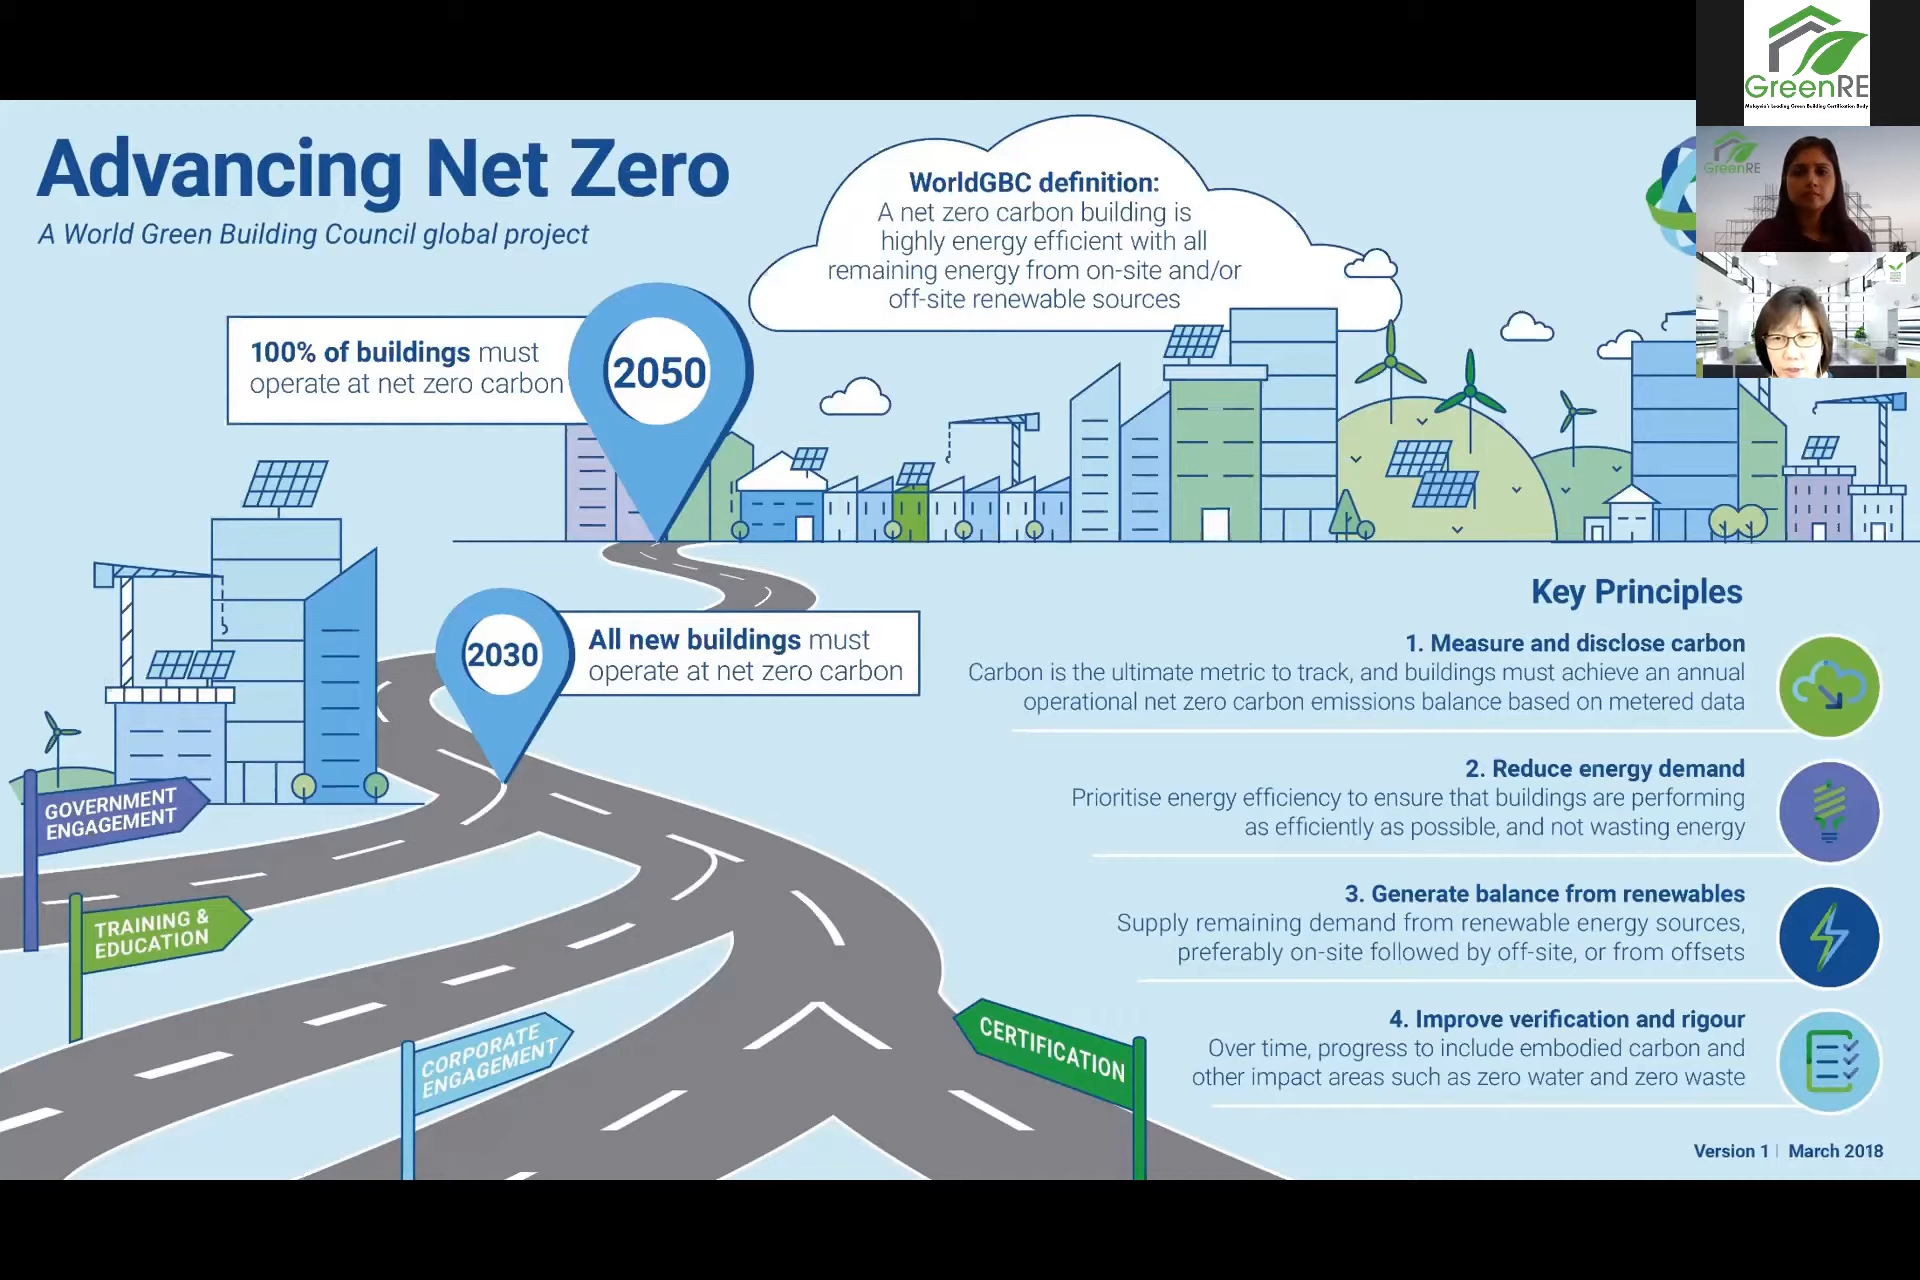 Advancing Net Zero
A World Green Building Council global project
WorldGBC definition:
A net zero carbon building is
highly energy efficient with all
remaining energy from on-site and/or
off-site renewable sources
100% of buildings must
operate at net zero carbon
2050
2030
All new buildings must
operate at net zero carbon
GOVERNMENT
ENGAGEMENT
TRAINING &
EDUCATION
CORPORATE
ENGAGEMENT
CERTIFICATION
Key Principles
1. Measure and disclose carbon
Carbon is the ultimate metric to track, and buildings must achieve an annual
operational net zero carbon emissions balance based on metered data
2. Reduce energy demand
Prioritise energy efficiency to ensure that buildings are performing
as efficiently as possible, and not wasting energy
3. Generate balance from renewables
Supply remaining demand from renewable energy sources,
preferably on-site followed by off-site, or from offsets
4. Improve verification and rigour
Over time, progress to include embodied carbon and
other impact areas such as zero water and zero waste
Version 1 | March 2018
GreenRE
Malaysia's Leading Green Building Certification Body
GreenRE